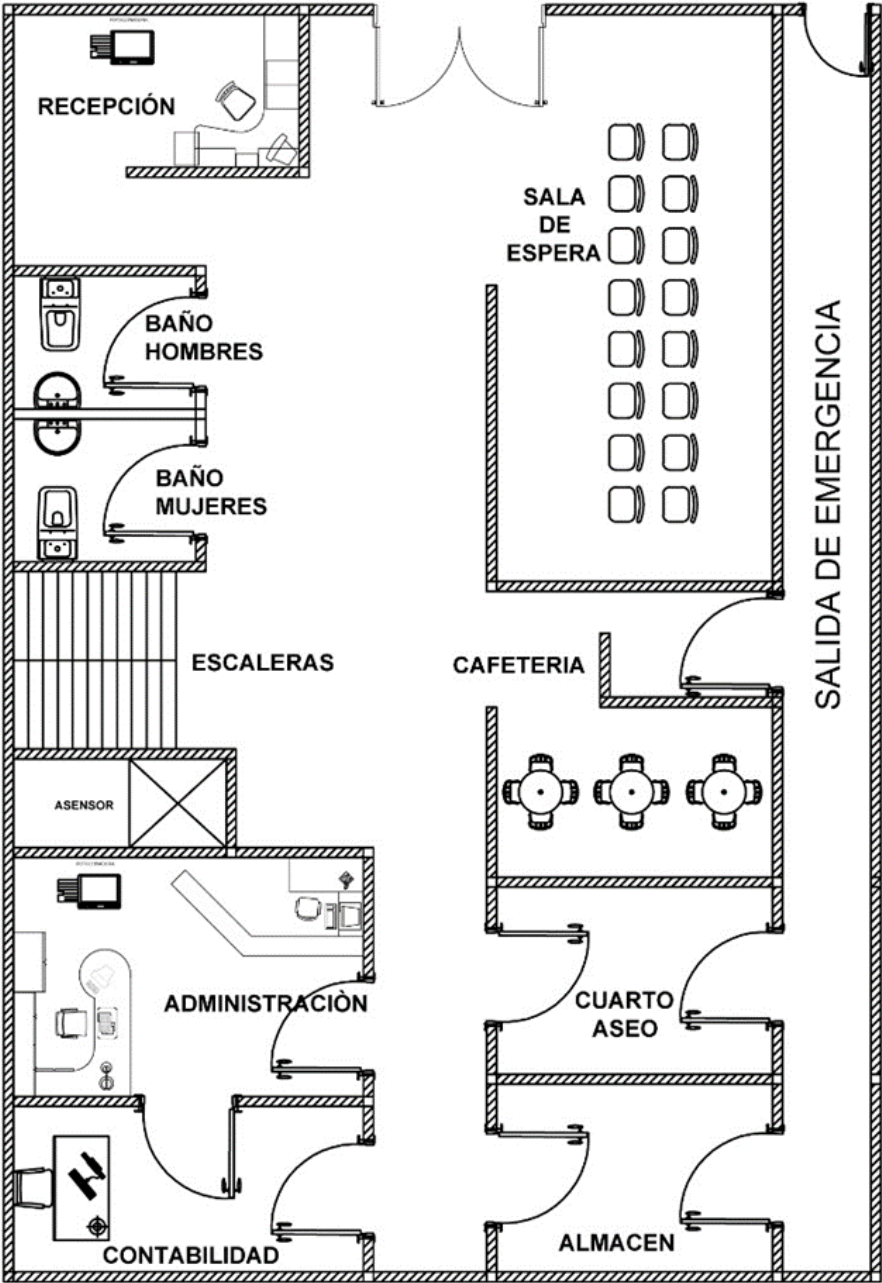 RECEPCIÓN
SALA
DE
ESPERA
BAÑO
HOMBRES
BAÑO
MUJERES
SALIDA DE EMERGENCIA
ESCALERAS
CAFETERIA
ASENSOR
ADMINISTRACIÒN
CUARTO
ASEO
CONTABILIDAD
ALMACEN